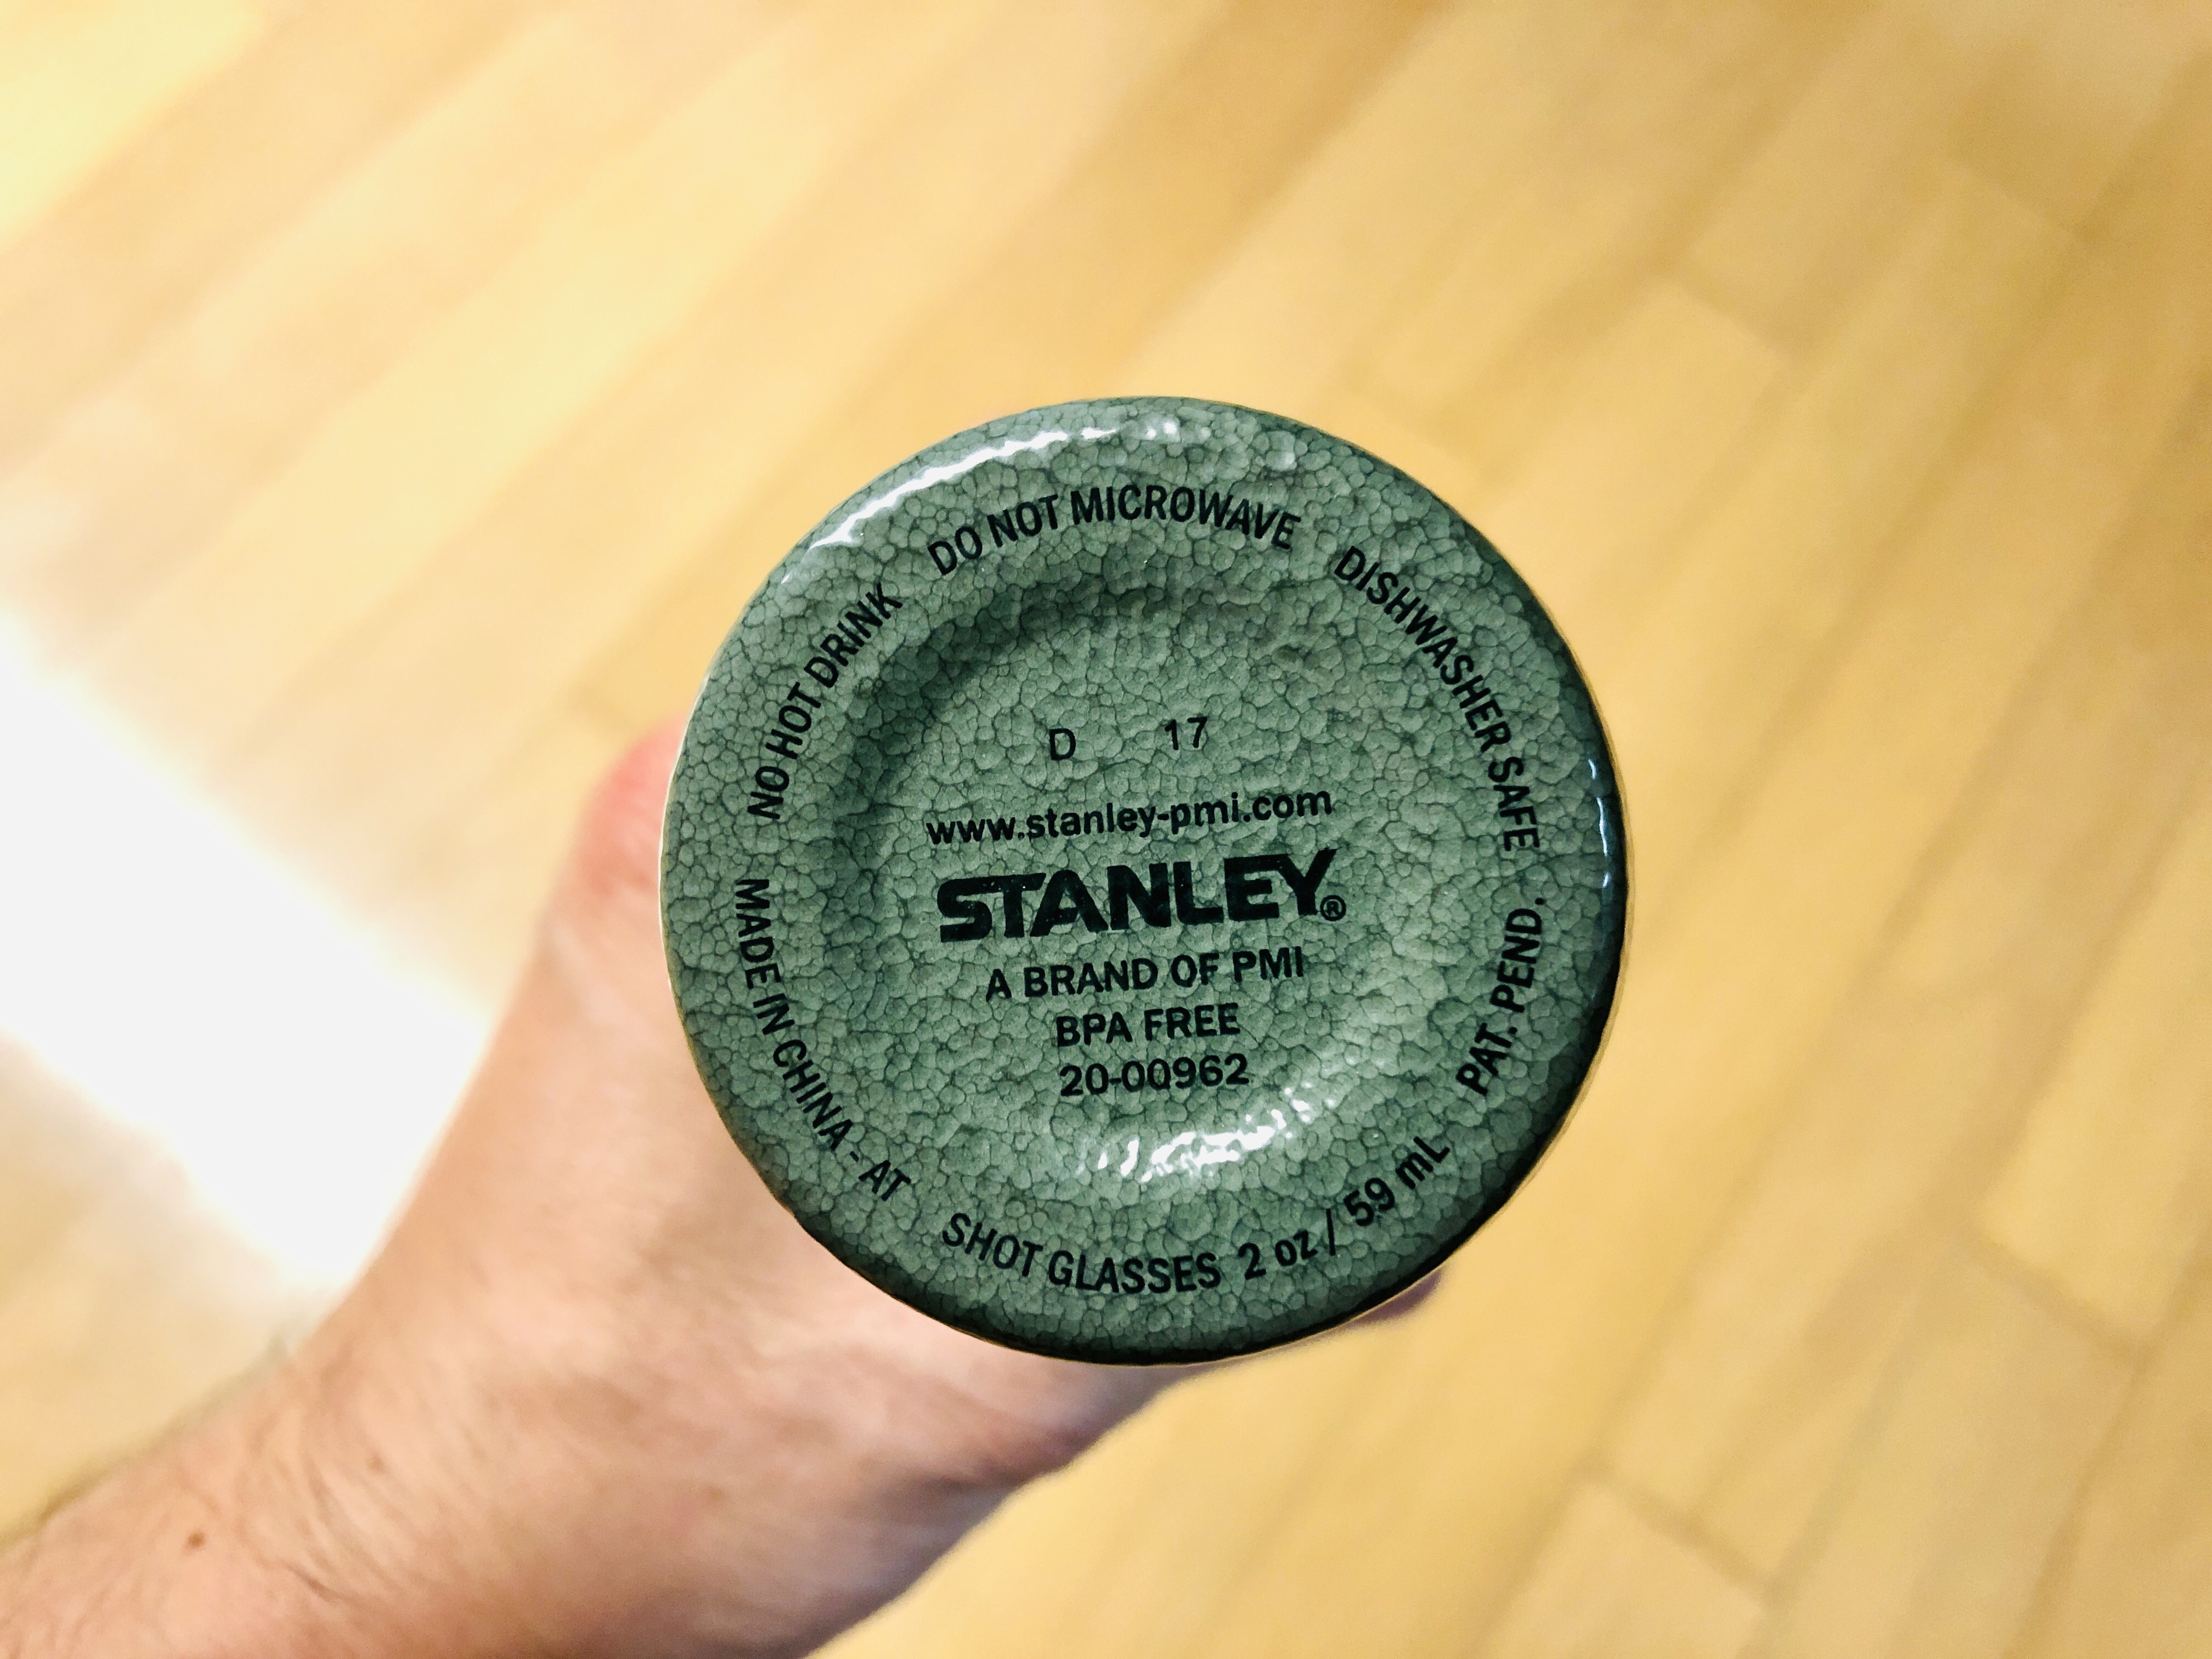 NO HOT DRINK
DO NOT MICROWAVE
DISHWASHER SAFE
PAT. PEND.
MADE IN CHINA - AT
SHOT GLASSES 2 oz / 59 mL
D 17
www.stanley-pmi.com
STANLEY®
A BRAND OF PMI
BPA FREE
20-00962